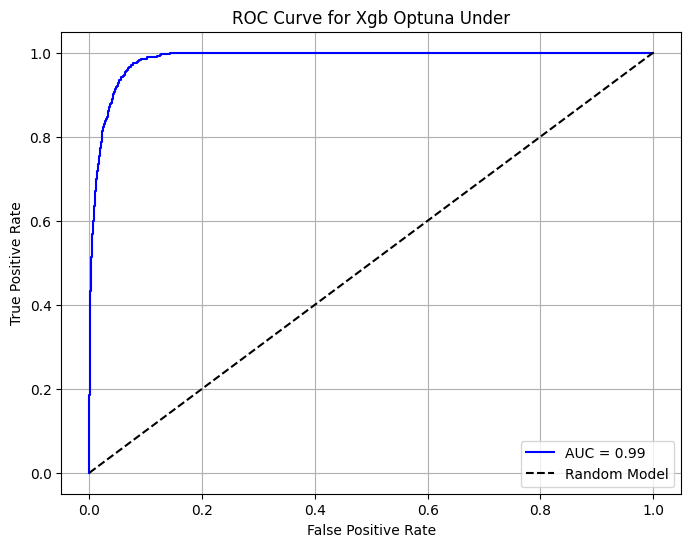 ROC Curve for Xgb Optuna Under
1.0
0.8
0.6
0.4
0.2
0.0
True Positive Rate
0.0 0.2 0.4 0.6 0.8 1.0
False Positive Rate
AUC = 0.99
Random Model